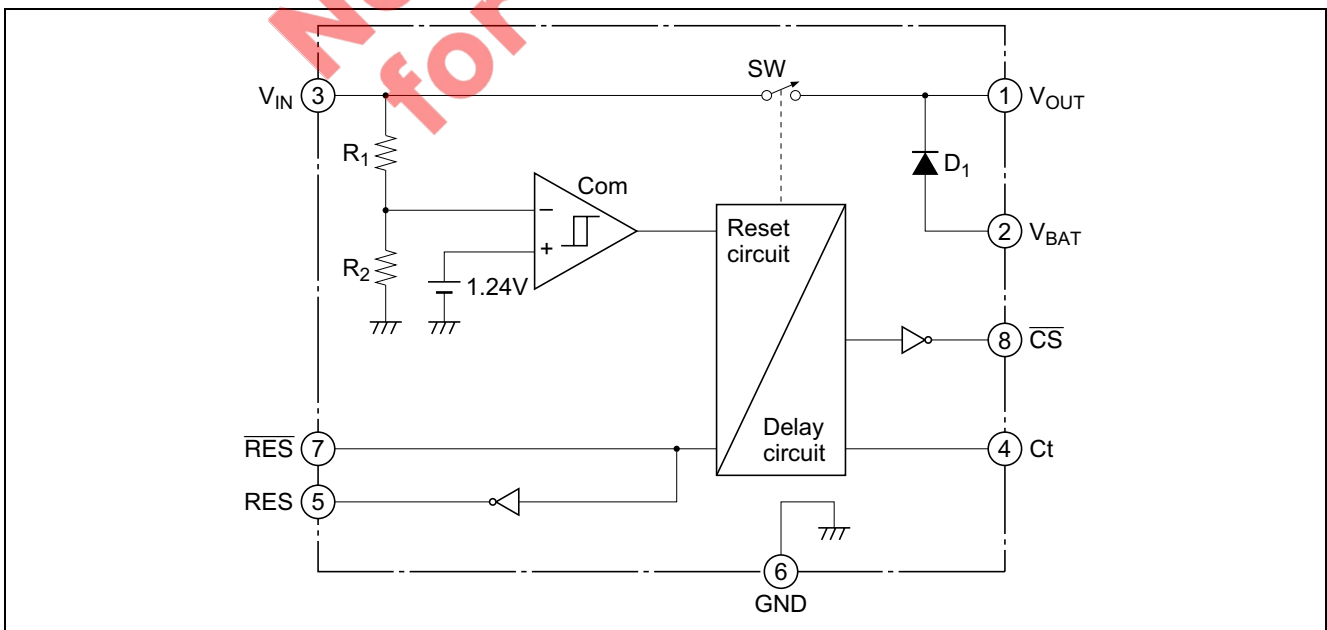 for
SW
VIN
3
1
VOUT
R1
D1
Com
−
+
Reset
circuit
2
VBAT
R2
1.24V
8
CS
RES
7
Delay
circuit
4
Ct
RES
5
6
GND